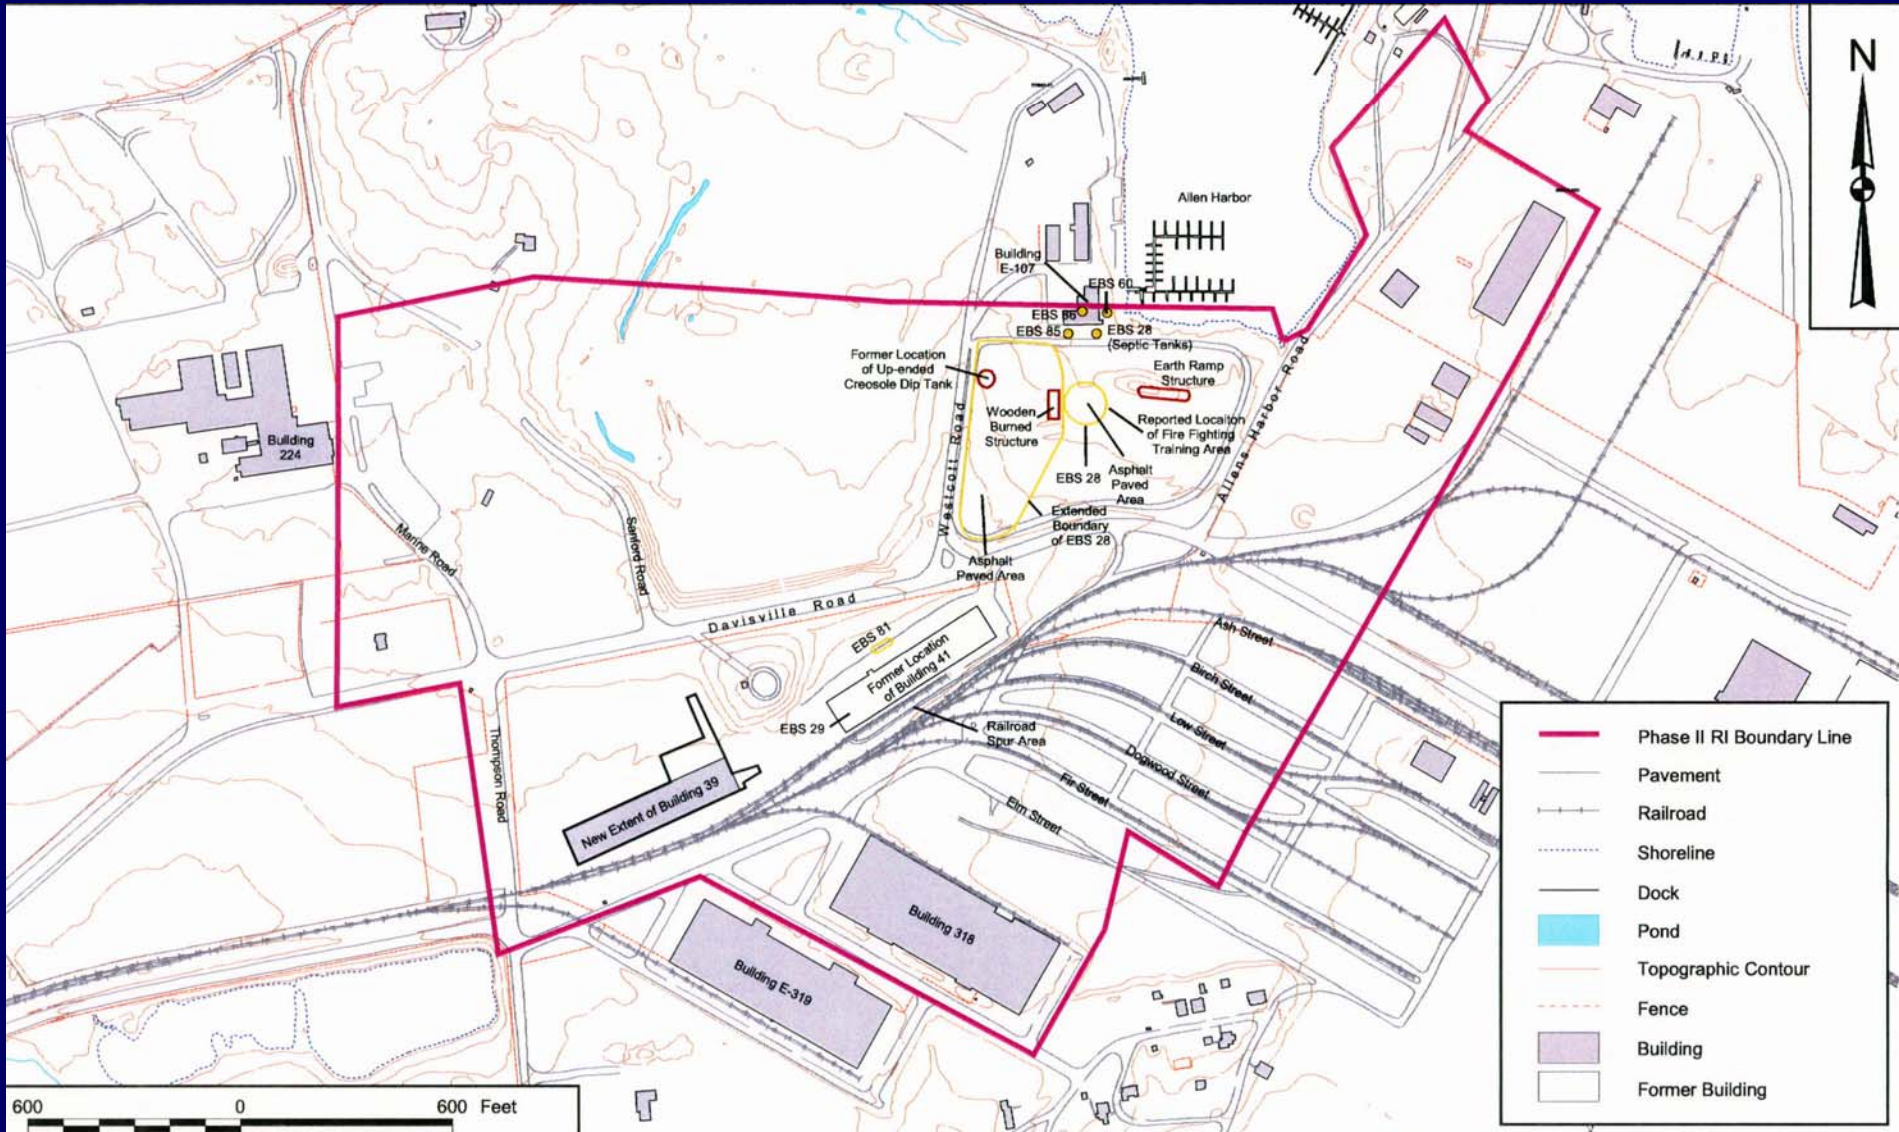 N
Allen Harbor
Building
E-107
EBS 60
EBS 86
EBS 85
EBS 28
(Septic Tanks)
Former Location
of Up-ended
Creosole Dip Tank
Earth Ramp
Structure
Wooden
Burned
Structure
Reported Locaiton
of Fire Fighting
Training Area
EBS 28
Asphalt
Paved
Area
Extended
Boundary
of EBS 28
Asphalt
Paved Area
Westcott Road
Allens Harbor Road
Building
224
Marine Road
Sanford Road
Davisville Road
EBS 81
Former Location
of Building 41
EBS 29
Railroad
Spur Area
Ash Street
Birch Street
Low Street
Dogwood Street
Fir Street
Elm Street
Thompson Road
New Extent of Building 39
Building 318
Building E-319
Phase II RI Boundary Line
Pavement
Railroad
Shoreline
Dock
Pond
Topographic Contour
Fence
Building
Former Building
600 0 600 Feet